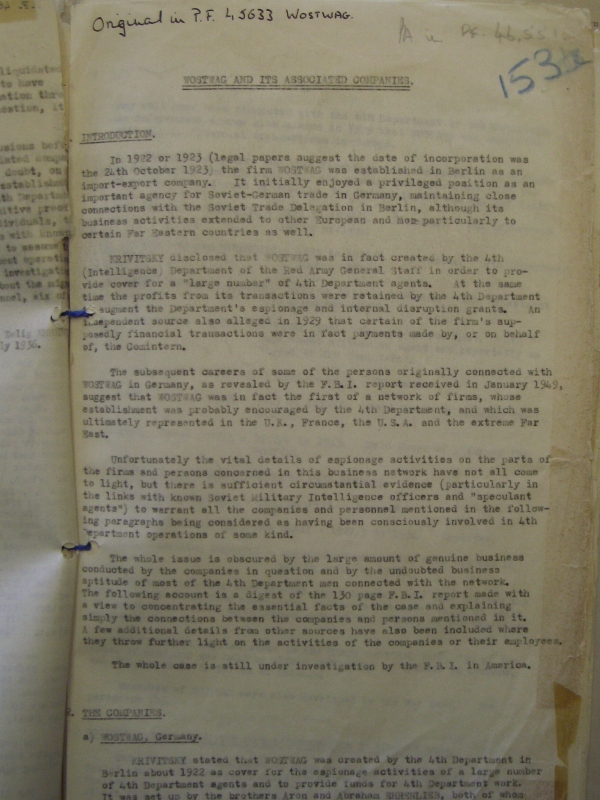 Original in P.F. 45633 WOSTWAG.
PA in PF. 46,551a
153b
WOSTWAG AND ITS ASSOCIATED COMPANIES.
INTRODUCTION.
In 1922 or 1923 (legal papers suggest the date of incorporation was
the 24th October 1923) the firm WOSTWAG was established in Berlin as an
import-export company. It initially enjoyed a privileged position as an
important agency for Soviet-German trade in Germany, maintaining close
connections with the Soviet Trade Delegation in Berlin, although its
business activities extended to other European and more particularly to
certain Far Eastern countries as well.
KRIVITSKY disclosed that WOSTWAG was in fact created by the 4th
(Intelligence) Department of the Red Army General Staff in order to pro-
vide cover for a "large number" of 4th Department agents. At the same
time the profits from its transactions were retained by the 4th Department
to augment the Department's espionage and internal disruption grants. An
independent source also alleged in 1929 that certain of the firm's sup-
posedly financial transactions were in fact payments made by, or on behalf
of, the Comintern.
The subsequent careers of some of the persons originally connected with
WOSTWAG in Germany, as revealed by the F.B.I. report received in January 1949,
suggest that WOSTWAG was in fact the first of a network of firms, whose
establishment was probably encouraged by the 4th Department, and which was
ultimately represented in the U.K., France, the U.S.A. and the extreme Far
East.
Unfortunately the vital details of espionage activities on the parts of
the firms and persons concerned in this business network have not all come
to light, but there is sufficient circumstantial evidence (particularly in
the links with known Soviet Military Intelligence officers and "speculant
agents") to warrant all the companies and personnel mentioned in the follow-
ing paragraphs being considered as having been consciously involved in 4th
Department operations of some kind.
The whole issue is obscured by the large amount of genuine business
conducted by the companies in question and by the undoubted business
aptitude of most of the 4th Department men connected with the network.
The following account is a digest of the 130 page F.B.I. report made with
a view to concentrating the essential facts of the case and explaining
simply the connections between the companies and persons mentioned in it.
A few additional details from other sources have also been included where
they throw further light on the activities of the companies or their employees.
The whole case is still under investigation by the F.B.I. in America.
2. THE COMPANIES.
a) WOSTWAG, Germany.
KRIVITSKY stated that WOSTWAG was created by the 4th Department in
Berlin about 1922 as cover for the espionage activities of a large number
of 4th Department agents and to provide funds for 4th Department work.
It was set up by the brothers Aron and Abraham EHRENLIEB, both of whom